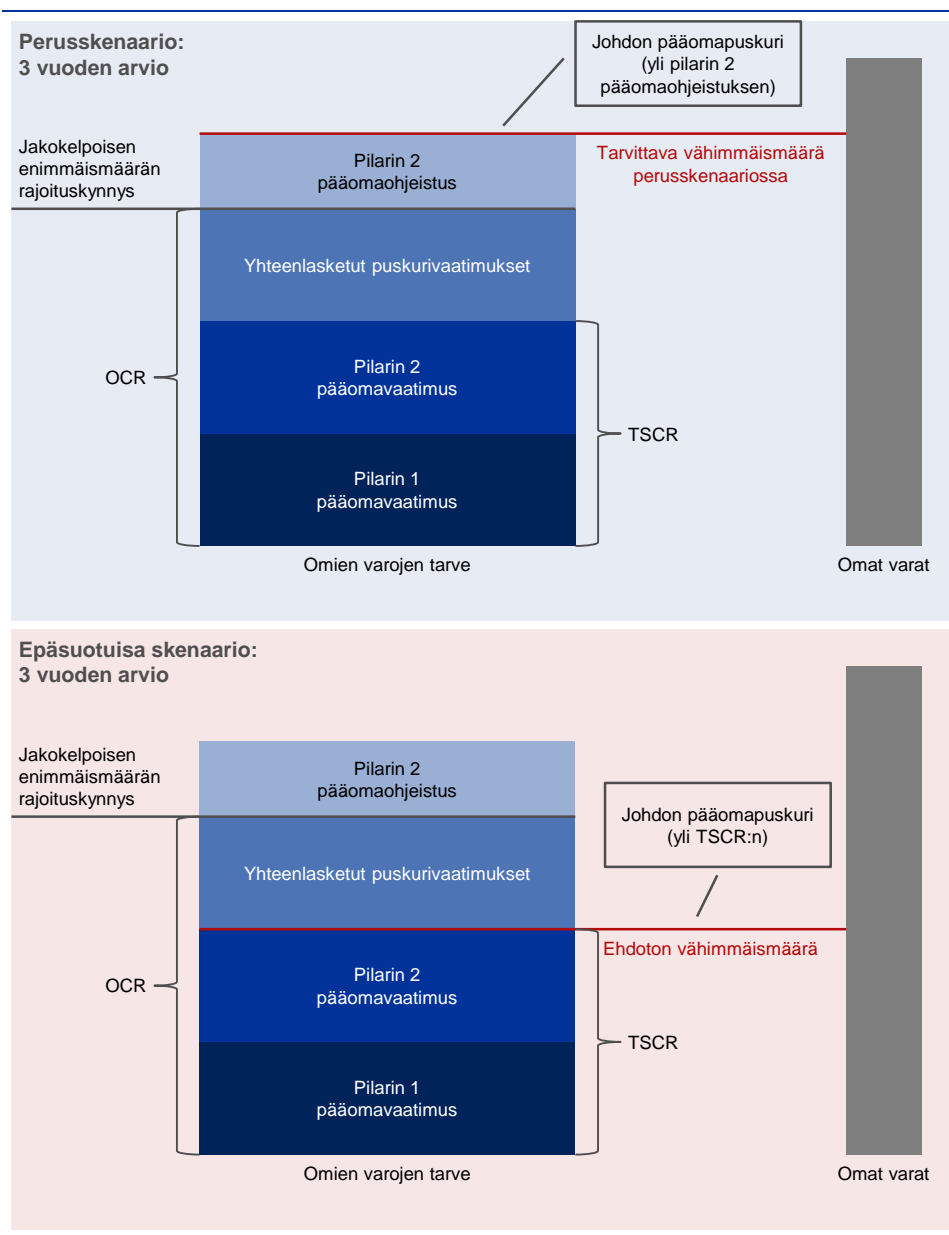 Perusskenaario:
3 vuoden arvio
Johdon pääomapuskuri
(yli pilarin 2
pääomaohjeistuksen)
Jakokelpoisen
enimmäismäärän
rajoituskynnys
Pilarin 2
pääomaohjeistus
Tarvittava vähimmäismäärä
perusskenaariossa
Yhteenlasketut puskurivaatimukset
Pilarin 2
pääomavaatimus
OCR
TSCR
Pilarin 1
pääomavaatimus
Omien varojen tarve
Omat varat
Epäsuotuisa skenaario:
3 vuoden arvio
Jakokelpoisen
enimmäismäärän
rajoituskynnys
Pilarin 2
pääomaohjeistus
Johdon pääomapuskuri
(yli TSCR:n)
Yhteenlasketut puskurivaatimukset
Ehdoton vähimmäismäärä
Pilarin 2
pääomavaatimus
OCR
TSCR
Pilarin 1
pääomavaatimus
Omien varojen tarve
Omat varat